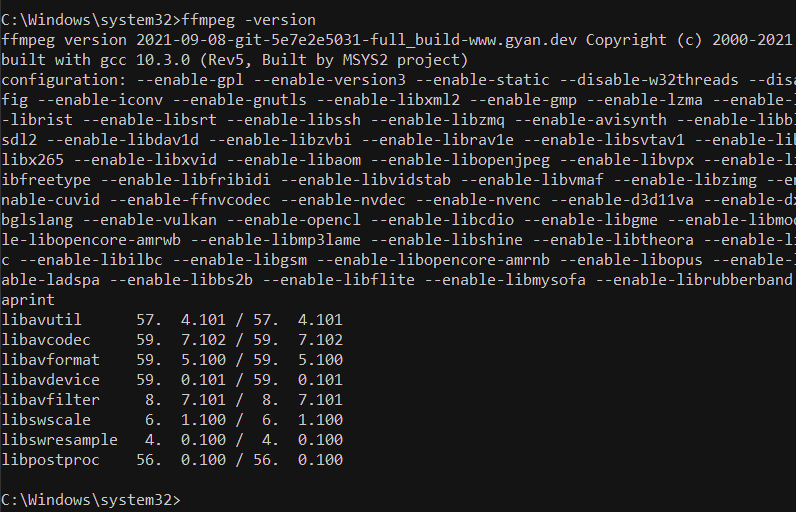 C:\Windows\system32>ffmpeg -version
ffmpeg version 2021-09-08-git-5e7e2e5031-full_build-www.gyan.dev Copyright (c) 2000-2021
built with gcc 10.3.0 (Rev5, Built by MSYS2 project)
configuration: --enable-gpl --enable-version3 --enable-static --disable-w32threads --disa
fig --enable-iconv --enable-gnutls --enable-libxml2 --enable-gmp --enable-lzma --enable-l
-librist --enable-libsrt --enable-libssh --enable-libzmq --enable-avisynth --enable-libbl
sdl2 --enable-libdav1d --enable-libzvbi --enable-librav1e --enable-libsvtav1 --enable-lib
libx265 --enable-libxvid --enable-libaom --enable-libopenjpeg --enable-libvpx --enable-l
ibfreetype --enable-libfribidi --enable-libvidstab --enable-libvmaf --enable-libzimg --en
nable-cuvid --enable-ffnvcodec --enable-nvdec --enable-nvenc --enable-d3d11va --enable-dx
bglslang --enable-vulkan --enable-opencl --enable-libcdio --enable-libgme --enable-libmod
le-libopencore-amrwb --enable-libmp3lame --enable-libshine --enable-libtheora --enable-li
c --enable-libilbc --enable-libgsm --enable-libopencore-amrnb --enable-libopus --enable-l
able-ladspa --enable-libbs2b --enable-libflite --enable-libmysofa --enable-librubberband
aprint
libavutil 57. 4.101 / 57. 4.101
libavcodec 59. 7.102 / 59. 7.102
libavformat 59. 5.100 / 59. 5.100
libavdevice 59. 0.101 / 59. 0.101
libavfilter 8. 7.101 / 8. 7.101
libswscale 6. 1.100 / 6. 1.100
libswresample 4. 0.100 / 4. 0.100
libpostproc 56. 0.100 / 56. 0.100
C:\Windows\system32>